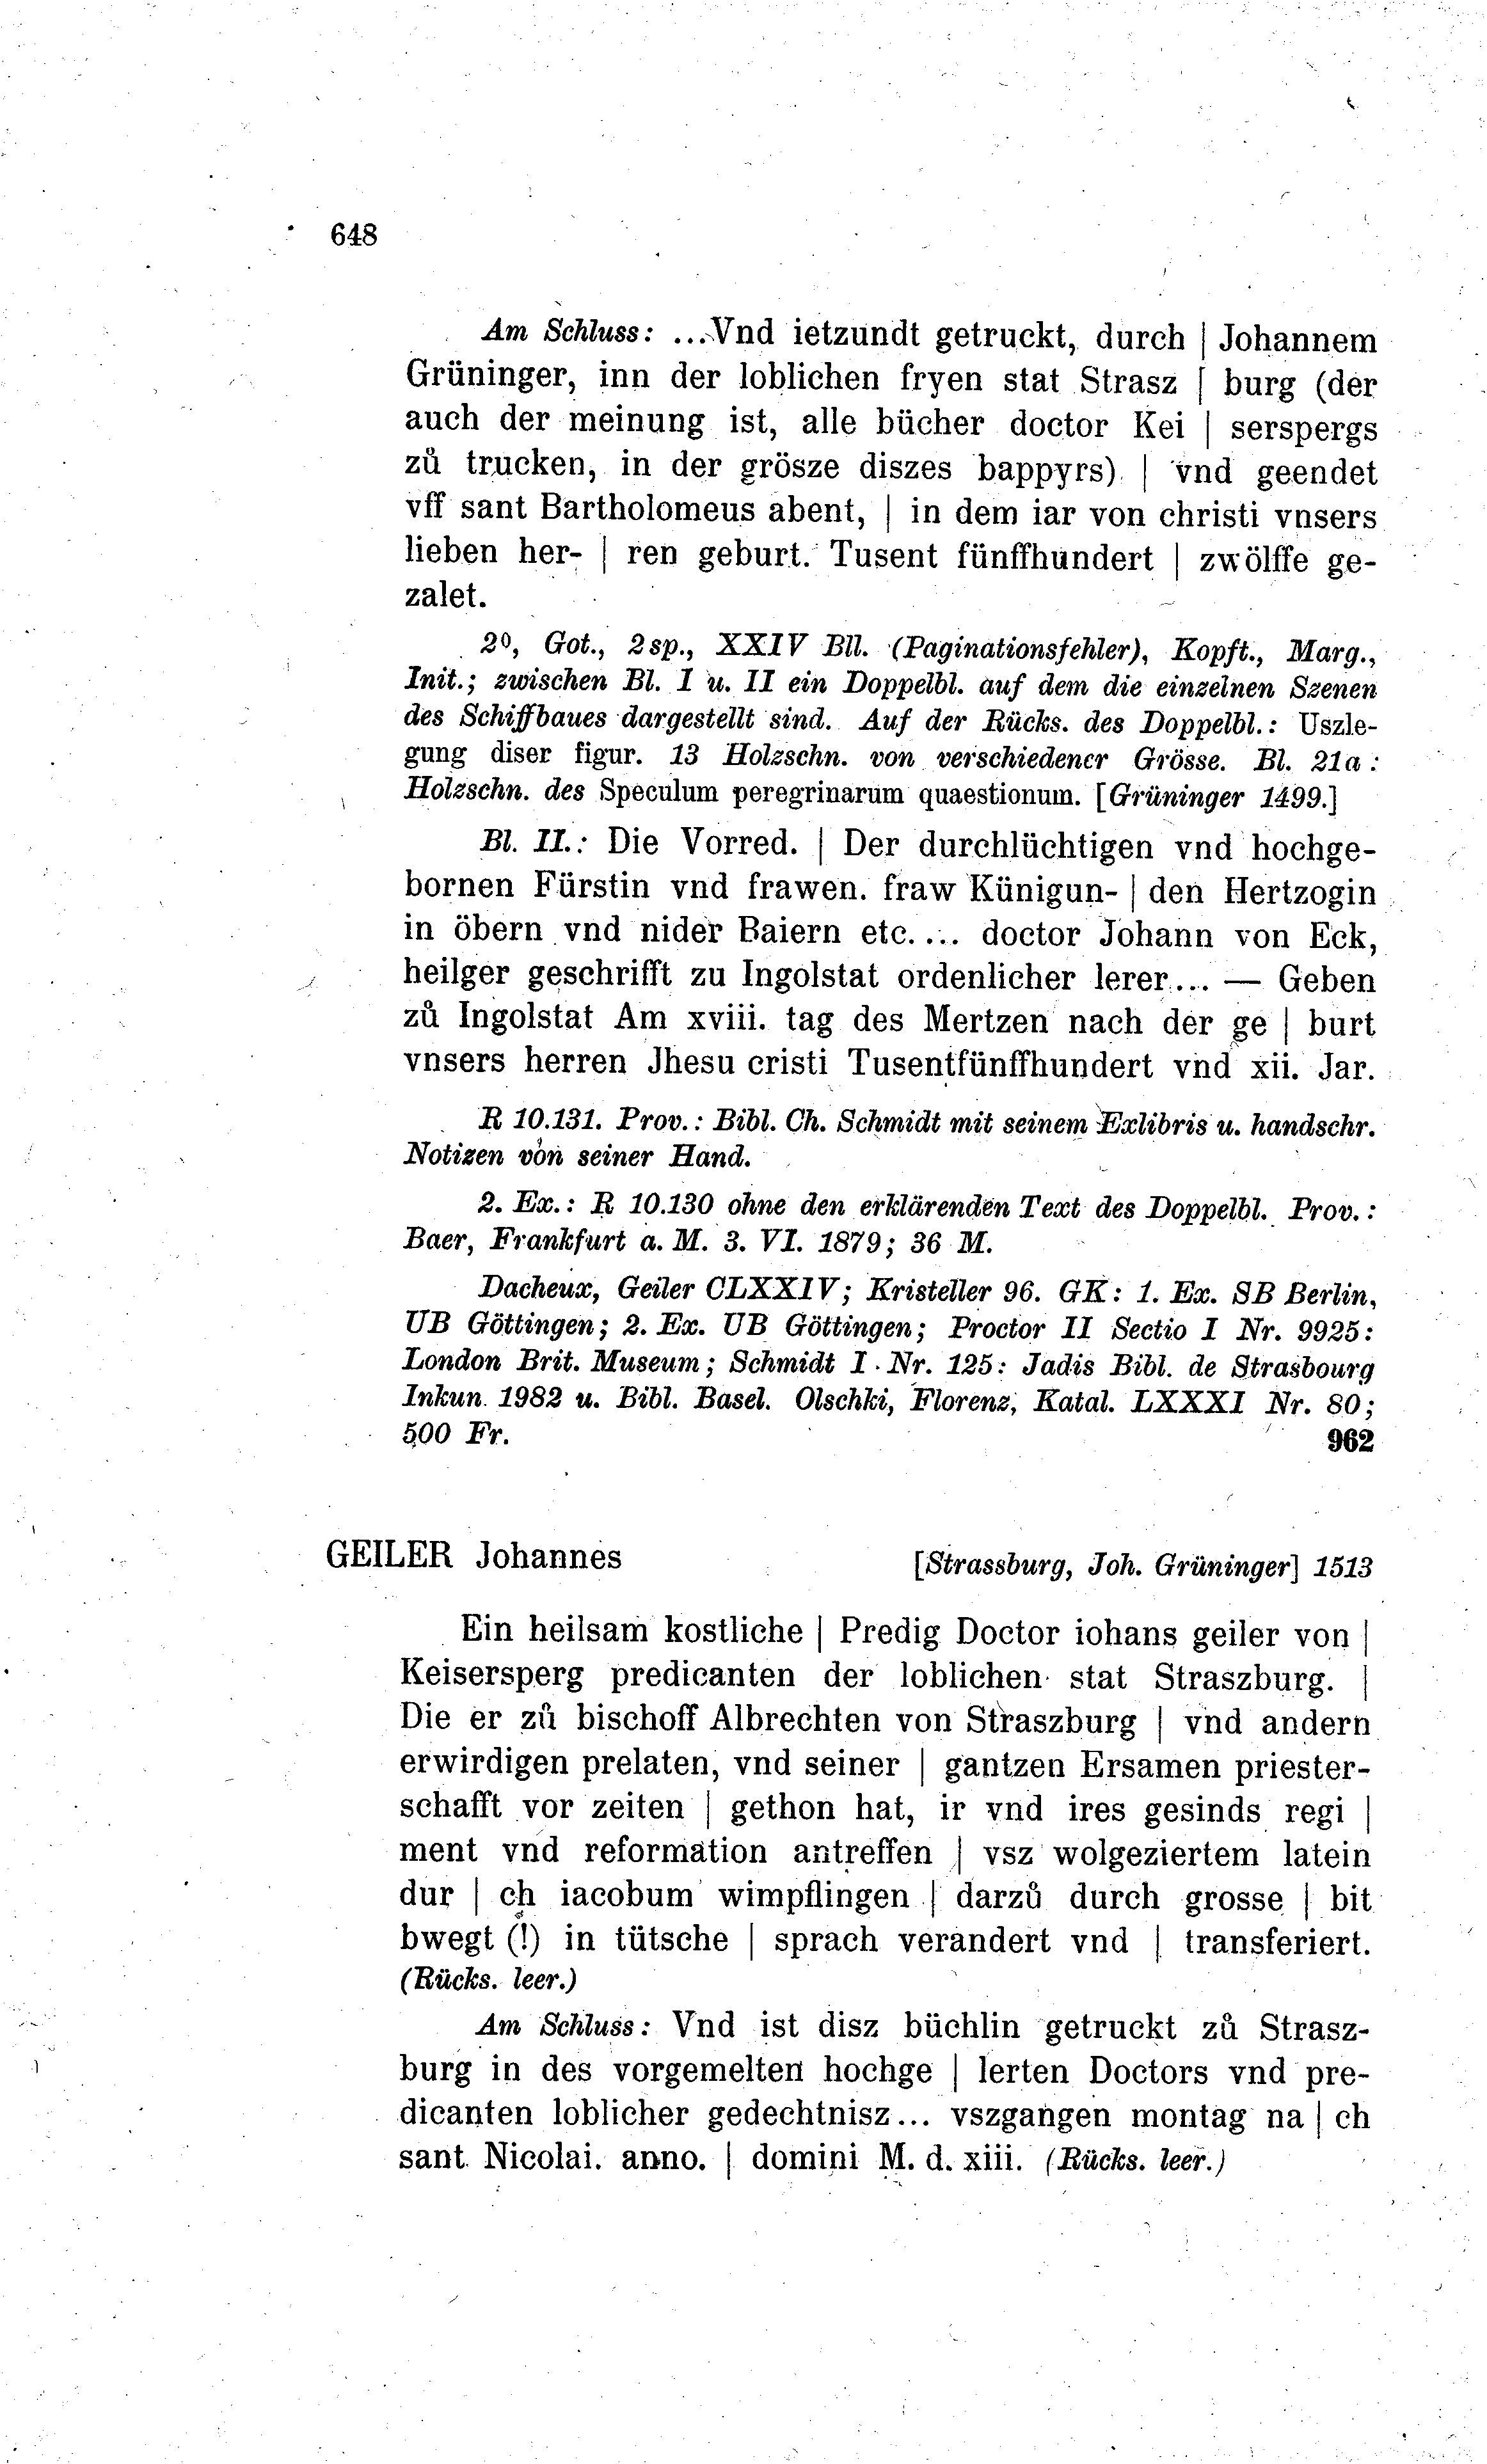 648
Am Schluss: ...Vnd ietzundt getruckt, durch | Johannem
Grüninger, inn der loblichen fryen stat Strasz | burg (der
auch der meinung ist, alle bücher doctor Kei | serspergs
zů trucken, in der grösze diszes bappyrs) | vnd geendet
vff sant Bartholomeus abent, | in dem iar von christi vnsers
lieben her- | ren geburt. Tusent fünffhundert | zwölffe ge-
zalet.
2⁰, Got., 2sp., XXIV Bll. (Paginationsfehler), Kopft., Marg.,
Init.; zwischen Bl. I u. II ein Doppelbl. auf dem die einzelnen Szenen
des Schiffbaues dargestellt sind. Auf der Rücks. des Doppelbl.: Uszle-
gung diser figur. 13 Holzschn. von verschiedener Grösse. Bl. 21a:
Holzschn. des Speculum peregrinarum quaestionum. [Grüninger 1499.]
Bl. II.: Die Vorred. | Der durchlüchtigen vnd hochge-
bornen Fürstin vnd frawen. fraw Künigun- | den Hertzogin
in öbern vnd nider Baiern etc.... doctor Johann von Eck,
heilger geschrifft zu Ingolstat ordenlicher lerer... — Geben
zů Ingolstat Am xviii. tag des Mertzen nach der ge | burt
vnsers herren Jhesu cristi Tusentfünffhundert vnd xii. Jar.
R 10.131. Prov.: Bibl. Ch. Schmidt mit seinem Exlibris u. handschr.
Notizen von seiner Hand.
2. Ex.: R 10.130 ohne den erklärenden Text des Doppelbl. Prov.:
Baer, Frankfurt a. M. 3. VI. 1879; 36 M.
Dacheux, Geiler CLXXIV; Kristeller 96. GK: 1. Ex. SB Berlin,
UB Göttingen; 2. Ex. UB Göttingen; Proctor II Sectio I Nr. 9925:
London Brit. Museum; Schmidt I Nr. 125: Jadis Bibl. de Strasbourg
Inkun. 1982 u. Bibl. Basel. Olschki, Florenz, Katal. LXXXI Nr. 80;
500 Fr. 962
GEILER Johannes [Strassburg, Joh. Grüninger] 1513
Ein heilsam kostliche | Predig Doctor iohans geiler von |
Keisersperg predicanten der loblichen stat Straszburg. |
Die er zů bischoff Albrechten von Straszburg | vnd andern
erwirdigen prelaten, vnd seiner | gantzen Ersamen priester-
schafft vor zeiten | gethon hat, ir vnd ires gesinds regi |
ment vnd reformation antreffen | vsz wolgeziertem latein
dur | ch iacobum wimpflingen | darzů durch grosse | bit
bwegt (!) in tütsche | sprach verandert vnd | transferiert.
(Rücks. leer.)
Am Schluss: Vnd ist disz büchlin getruckt zů Strasz-
burg in des vorgemelten hochge | lerten Doctors vnd pre-
dicanten loblicher gedechtnisz... vszgangen montag na | ch
sant Nicolai. anno. | domini M. d. xiii. (Rücks. leer.)